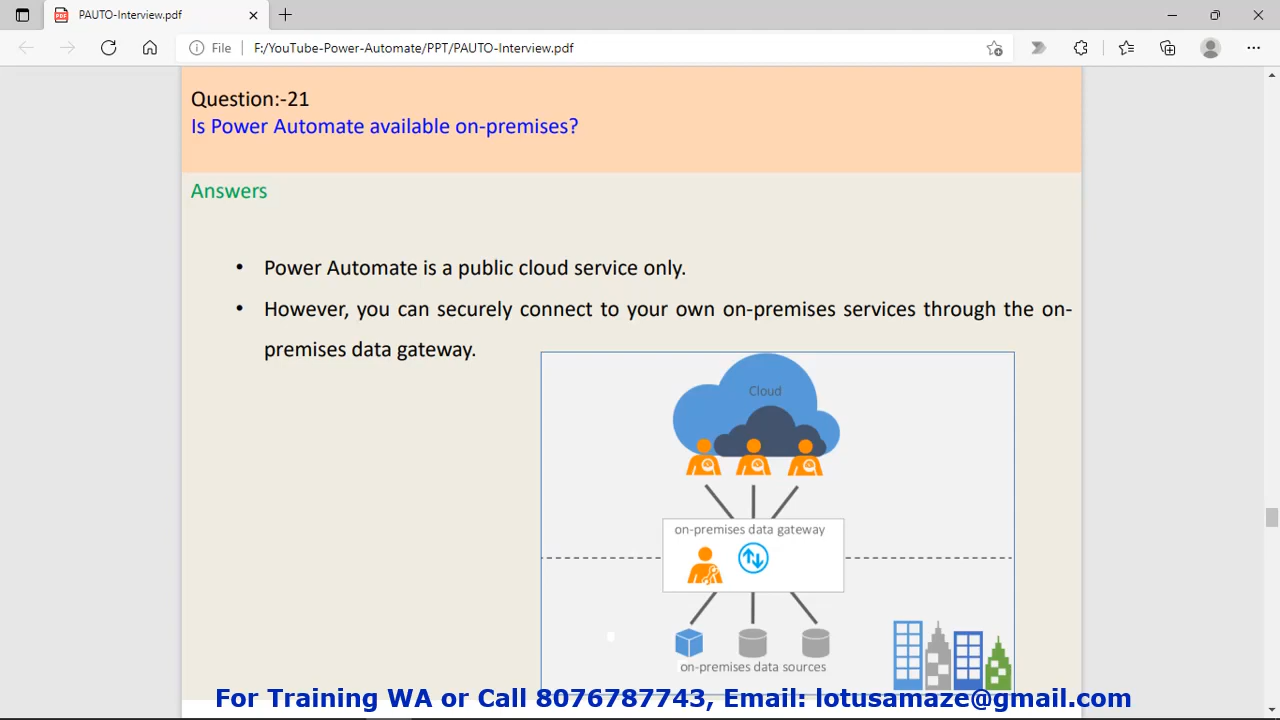 PAUTO-Interview.pdf
File
F:/YouTube-Power-Automate/PPT/PAUTO-Interview.pdf
Question:-21
Is Power Automate available on-premises?
Answers
• Power Automate is a public cloud service only.
• However, you can securely connect to your own on-premises services through the on-
premises data gateway.
Cloud
on-premises data gateway
on-premises data sources
For Training WA or Call 8076787743, Email: lotusamaze@gmail.com